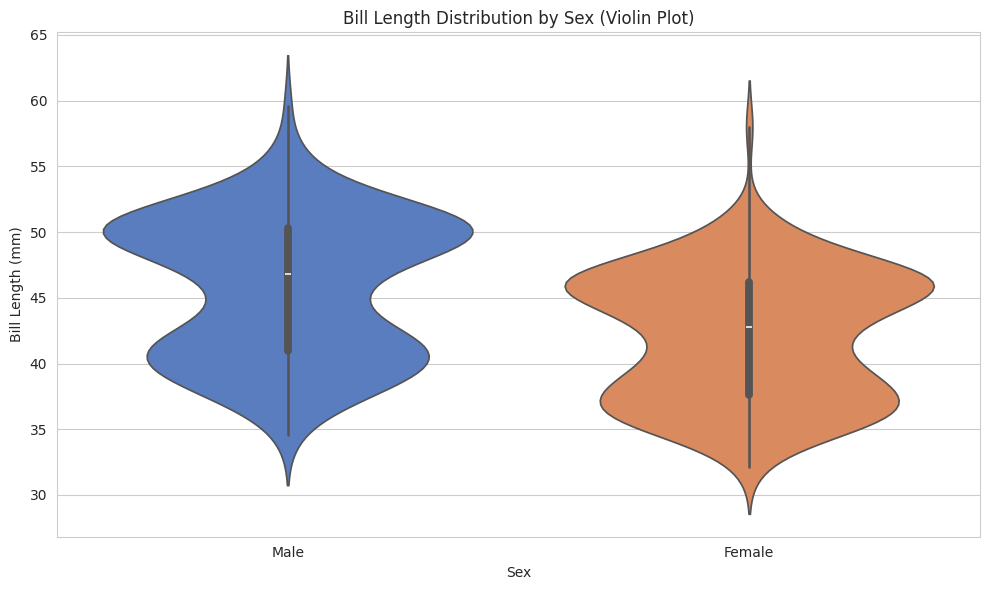 Bill Length Distribution by Sex (Violin Plot)
Bill Length (mm)
65
60
55
50
45
40
35
30
Male
Female
Sex